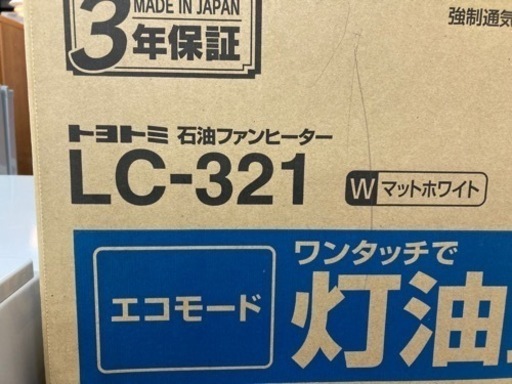 MADE IN JAPAN
3年保証
強制通気
トヨトミ 石油ファンヒーター
LC-321 W マットホワイト
ワンタッチで
エコモード
灯油